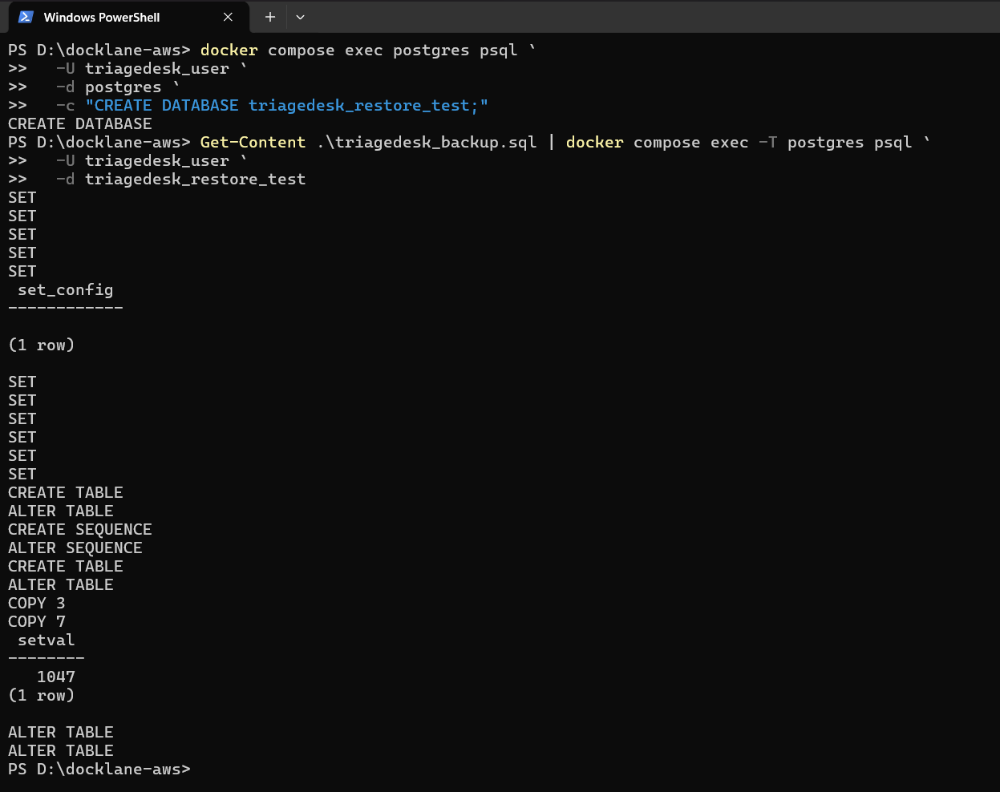 Windows PowerShell
PS D:\docklane-aws> docker compose exec postgres psql `
>>   -U triagedesk_user `
>>   -d postgres `
>>   -c "CREATE DATABASE triagedesk_restore_test;"
CREATE DATABASE
PS D:\docklane-aws> Get-Content .\triagedesk_backup.sql | docker compose exec -T postgres psql `
>>   -U triagedesk_user `
>>   -d triagedesk_restore_test
SET
SET
SET
SET
SET
 set_config
------------

(1 row)

SET
SET
SET
SET
SET
SET
CREATE TABLE
ALTER TABLE
CREATE SEQUENCE
ALTER SEQUENCE
CREATE TABLE
ALTER TABLE
COPY 3
COPY 7
 setval
--------
   1047
(1 row)

ALTER TABLE
ALTER TABLE
PS D:\docklane-aws>